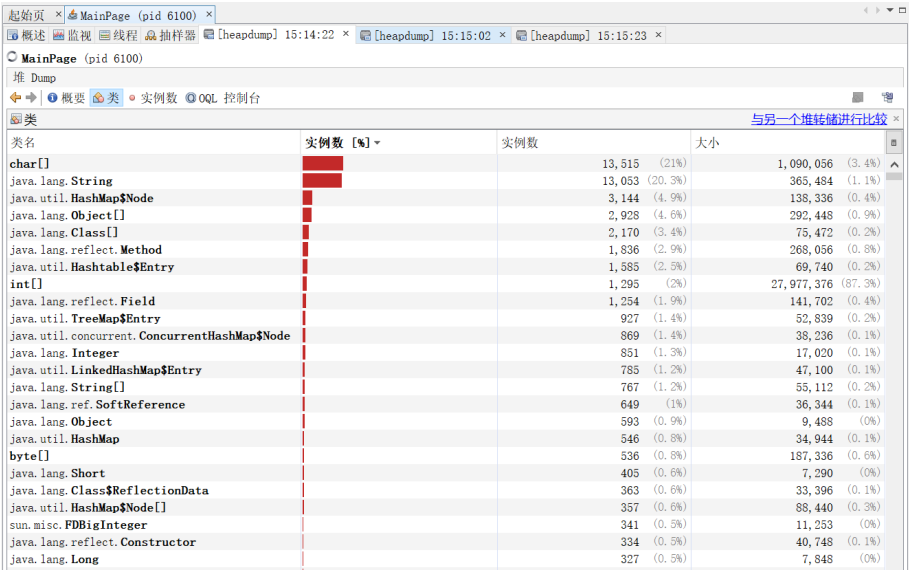 起始页 × MainPage (pid 6100) ×
概述 监视 线程 抽样器 [heapdump] 15:14:22 × [heapdump] 15:15:02 × [heapdump] 15:15:23 ×
MainPage (pid 6100)
堆 Dump
概要 类 实例数 OQL 控制台
类 与另一个堆转储进行比较 ×
类名 实例数 [%] 实例数 大小
char[] 13,515 (21%) 1,090,056 (3.4%)
java.lang.String 13,053 (20.3%) 365,484 (1.1%)
java.util.HashMap$Node 3,144 (4.9%) 138,336 (0.4%)
java.lang.Object[] 2,928 (4.6%) 292,448 (0.9%)
java.lang.Class[] 2,170 (3.4%) 75,472 (0.2%)
java.lang.reflect.Method 1,836 (2.9%) 268,056 (0.8%)
java.util.Hashtable$Entry 1,585 (2.5%) 69,740 (0.2%)
int[] 1,295 (2%) 27,977,376 (87.3%)
java.lang.reflect.Field 1,254 (1.9%) 141,702 (0.4%)
java.util.TreeMap$Entry 927 (1.4%) 52,839 (0.2%)
java.util.concurrent.ConcurrentHashMap$Node 869 (1.4%) 38,236 (0.1%)
java.lang.Integer 851 (1.3%) 17,020 (0.1%)
java.util.LinkedHashMap$Entry 785 (1.2%) 47,100 (0.1%)
java.lang.String[] 767 (1.2%) 55,112 (0.2%)
java.lang.ref.SoftReference 649 (1%) 36,344 (0.1%)
java.lang.Object 593 (0.9%) 9,488 (0%)
java.util.HashMap 546 (0.8%) 34,944 (0.1%)
byte[] 536 (0.8%) 187,336 (0.6%)
java.lang.Short 405 (0.6%) 7,290 (0%)
java.lang.Class$ReflectionData 363 (0.6%) 33,396 (0.1%)
java.util.HashMap$Node[] 357 (0.6%) 88,440 (0.3%)
sun.misc.FDBigInteger 341 (0.5%) 11,253 (0%)
java.lang.reflect.Constructor 334 (0.5%) 40,748 (0.1%)
java.lang.Long 327 (0.5%) 7,848 (0%)